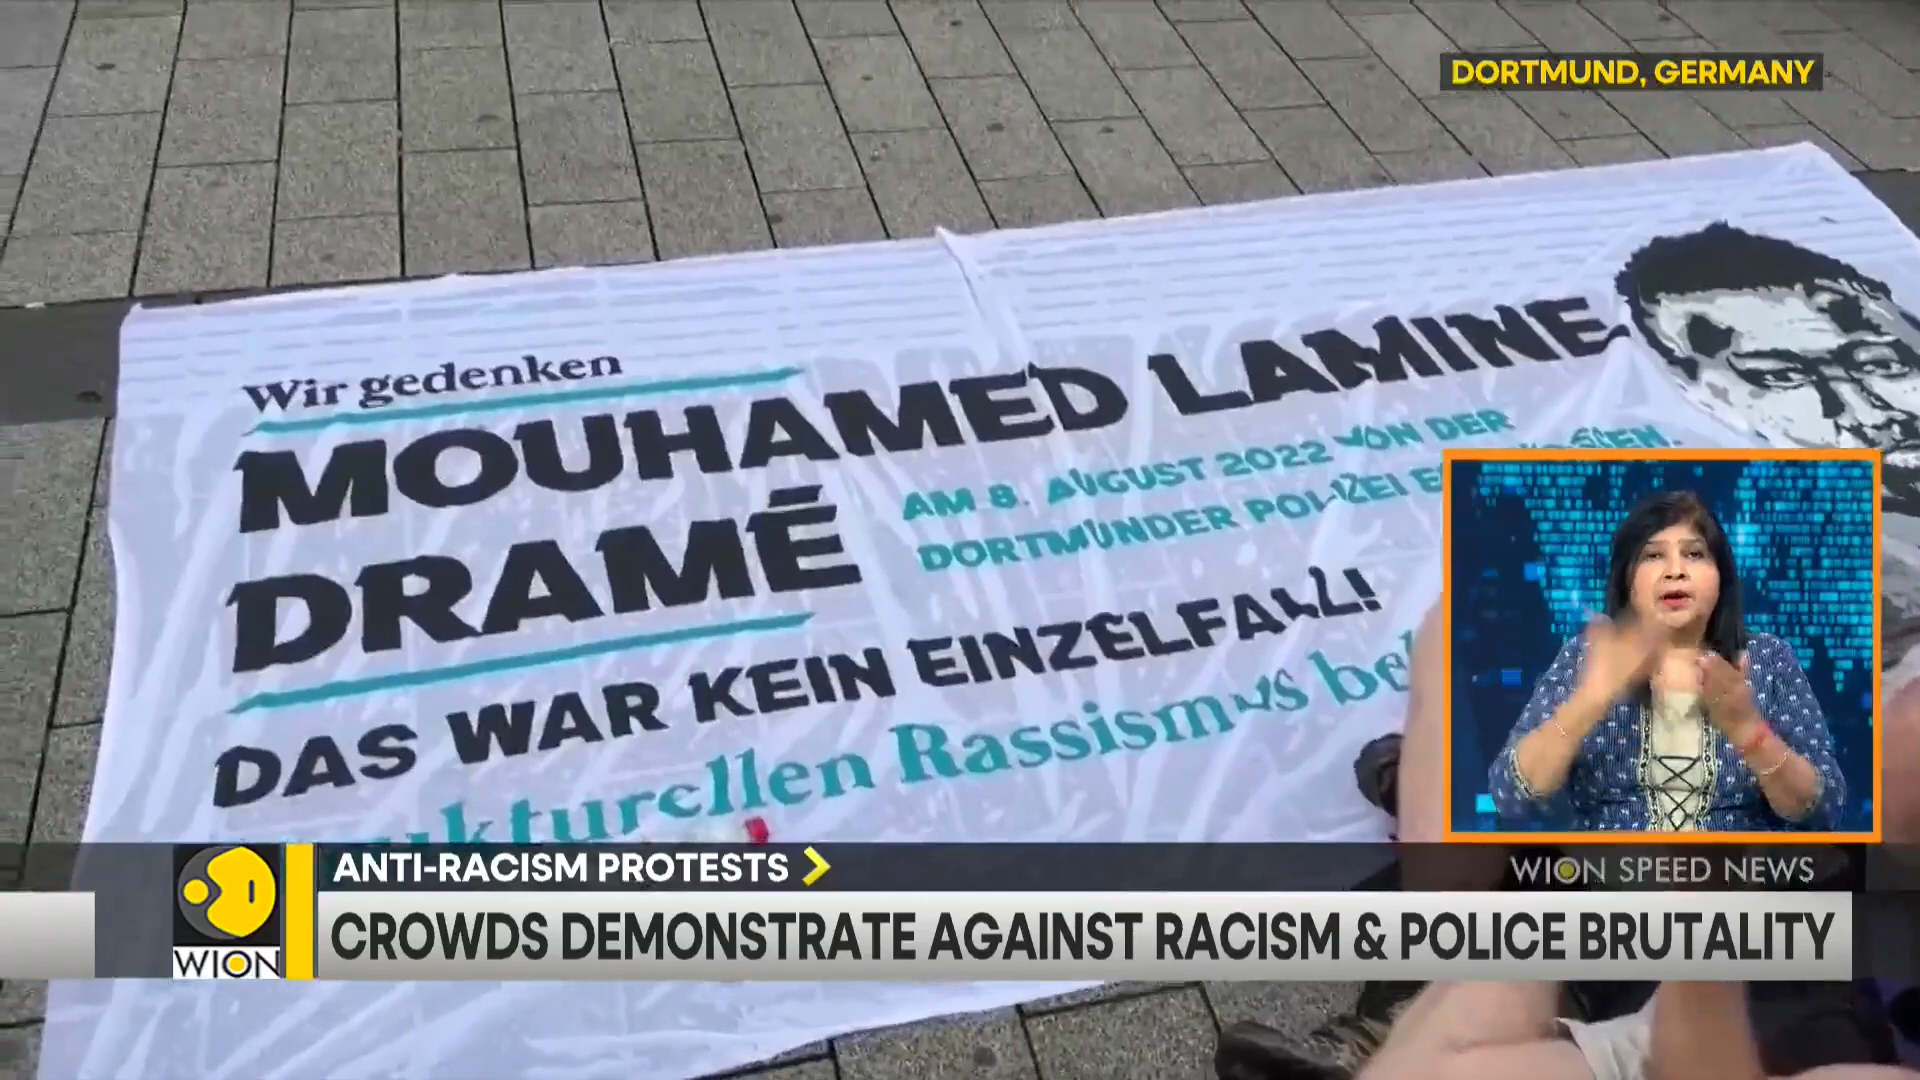 DORTMUND, GERMANY
Wir gedenken
MOUHAMED LAMINE
DRAMÉ
AM 8. AUGUST 2022 VON DER
DORTMUNDER POLIZEI
DAS WAR KEIN EINZELFALL!
Rassismus
ANTI-RACISM PROTESTS
WION SPEED NEWS
CROWDS DEMONSTRATE AGAINST RACISM & POLICE BRUTALITY
WION